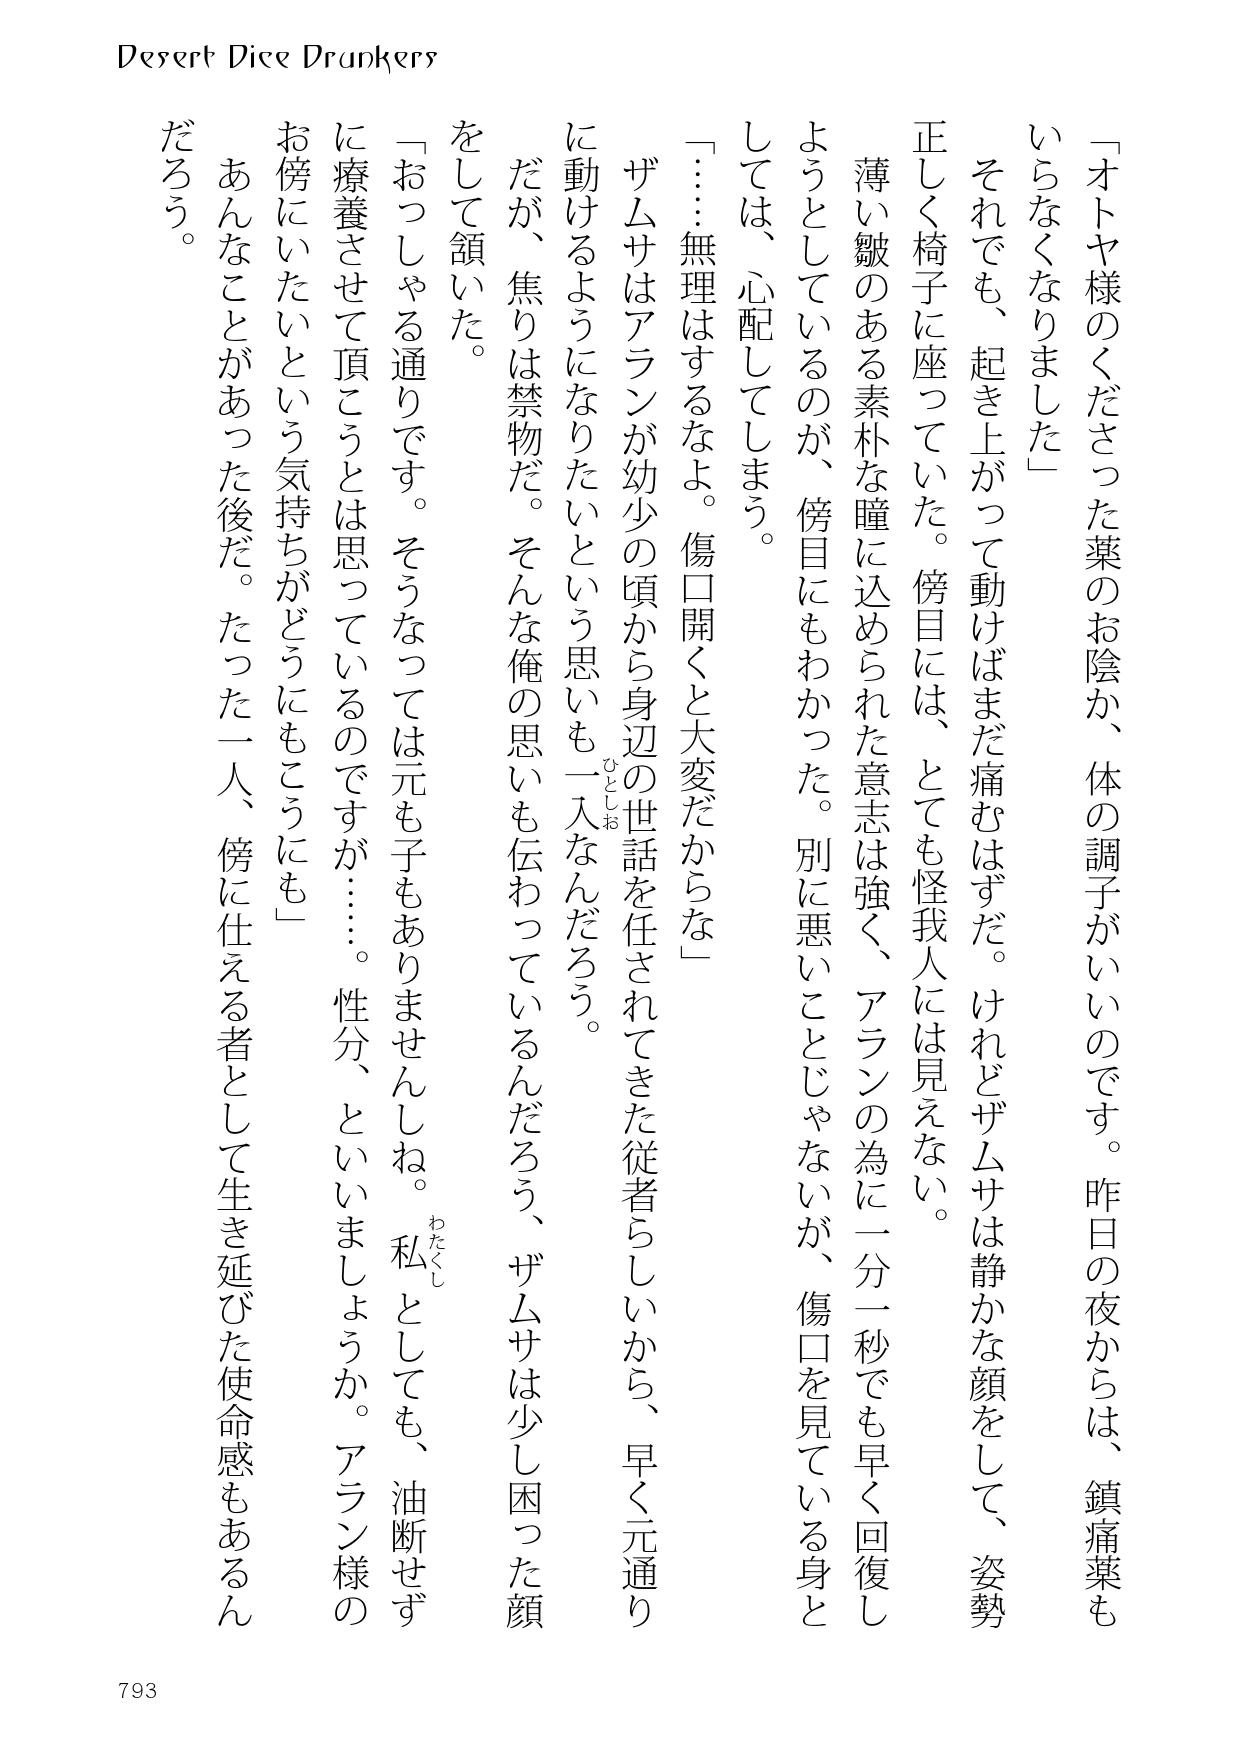 Desert Dice Drunkers
「オトヤ様のくださった薬のお陰か、体の調子がいいのです。昨日の夜からは、鎮痛薬も
いらなくなりました」
それでも、起き上がって動けばまだ痛むはずだ。けれどザムサは静かな顔をして、姿勢
正しく椅子に座っていた。傍目には、とても怪我人には見えない。
薄い皺のある素朴な瞳に込められた意志は強く、アランの為に一分一秒でも早く回復し
ようとしているのが、傍目にもわかった。別に悪いことじゃないが、傷口を見ている身と
しては、心配してしまう。
「……無理はするなよ。傷口開くと大変だからな」
ザムサはアランが幼少の頃から身辺の世話を任されてきた従者らしいから、早く元通り
に動けるようになりたいという思いも一入なんだろう。
ひとしお
だが、焦りは禁物だ。そんな俺の思いも伝わっているんだろう、ザムサは少し困った顔
をして頷いた。
「おっしゃる通りです。そうなっては元も子もありませんしね。私としても、油断せず
わたくし
に療養させて頂こうとは思っているのですが……。性分、といいましょうか。アラン様の
お傍にいたいという気持ちがどうにもこうにも」
あんなことがあった後だ。たった一人、傍に仕える者として生き延びた使命感もあるん
だろう。
793